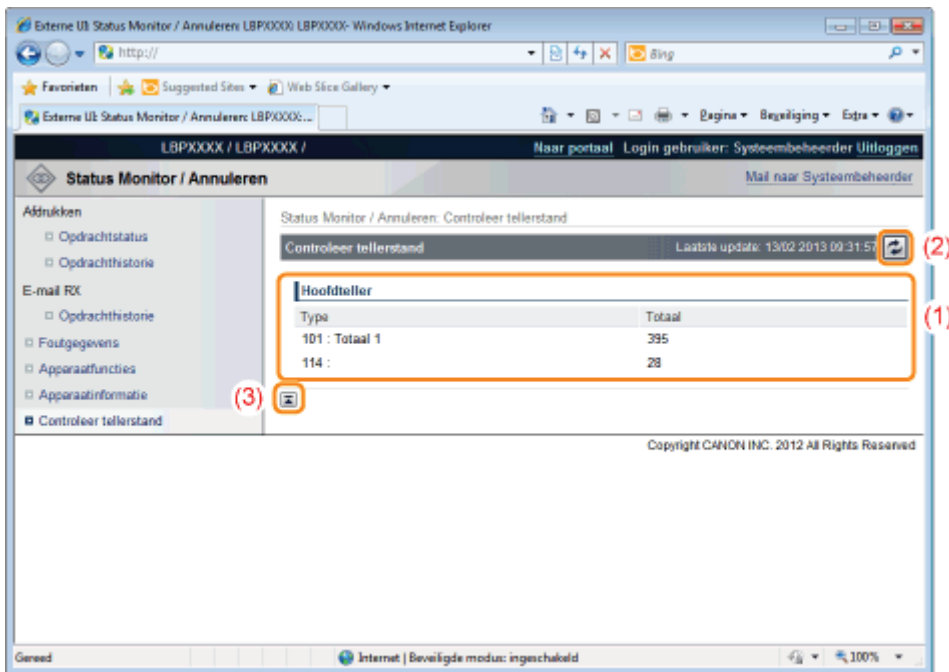 Externe UI: Status Monitor / Annuleren: LBPXXXX: LBPXXXX- Windows Internet Explorer
http://
Bing
Favorieten Suggested Sites Web Slice Gallery
Externe UI: Status Monitor / Annuleren: LBPXXXX:...
Pagina Beveiliging Extra
LBPXXXX / LBPXXXX /
Naar portaal Login gebruiker: Systeembeheerder Uitloggen
Status Monitor / Annuleren
Mail naar Systeembeheerder
Afdrukken
Opdrachtstatus
Opdrachthistorie
E-mail RX
Opdrachthistorie
Foutgegevens
Apparaatfuncties
Apparaatinformatie
Controleer tellerstand
Status Monitor / Annuleren: Controleer tellerstand
Controleer tellerstand Laatste update: 13/02 2013 09:31:57 (2)
Hoofdteller
(1)
Type Totaal
101 : Totaal 1 395
114 : 28
(3)
Copyright CANON INC. 2012 All Rights Reserved
Gereed Internet | Beveiligde modus: ingeschakeld 100%